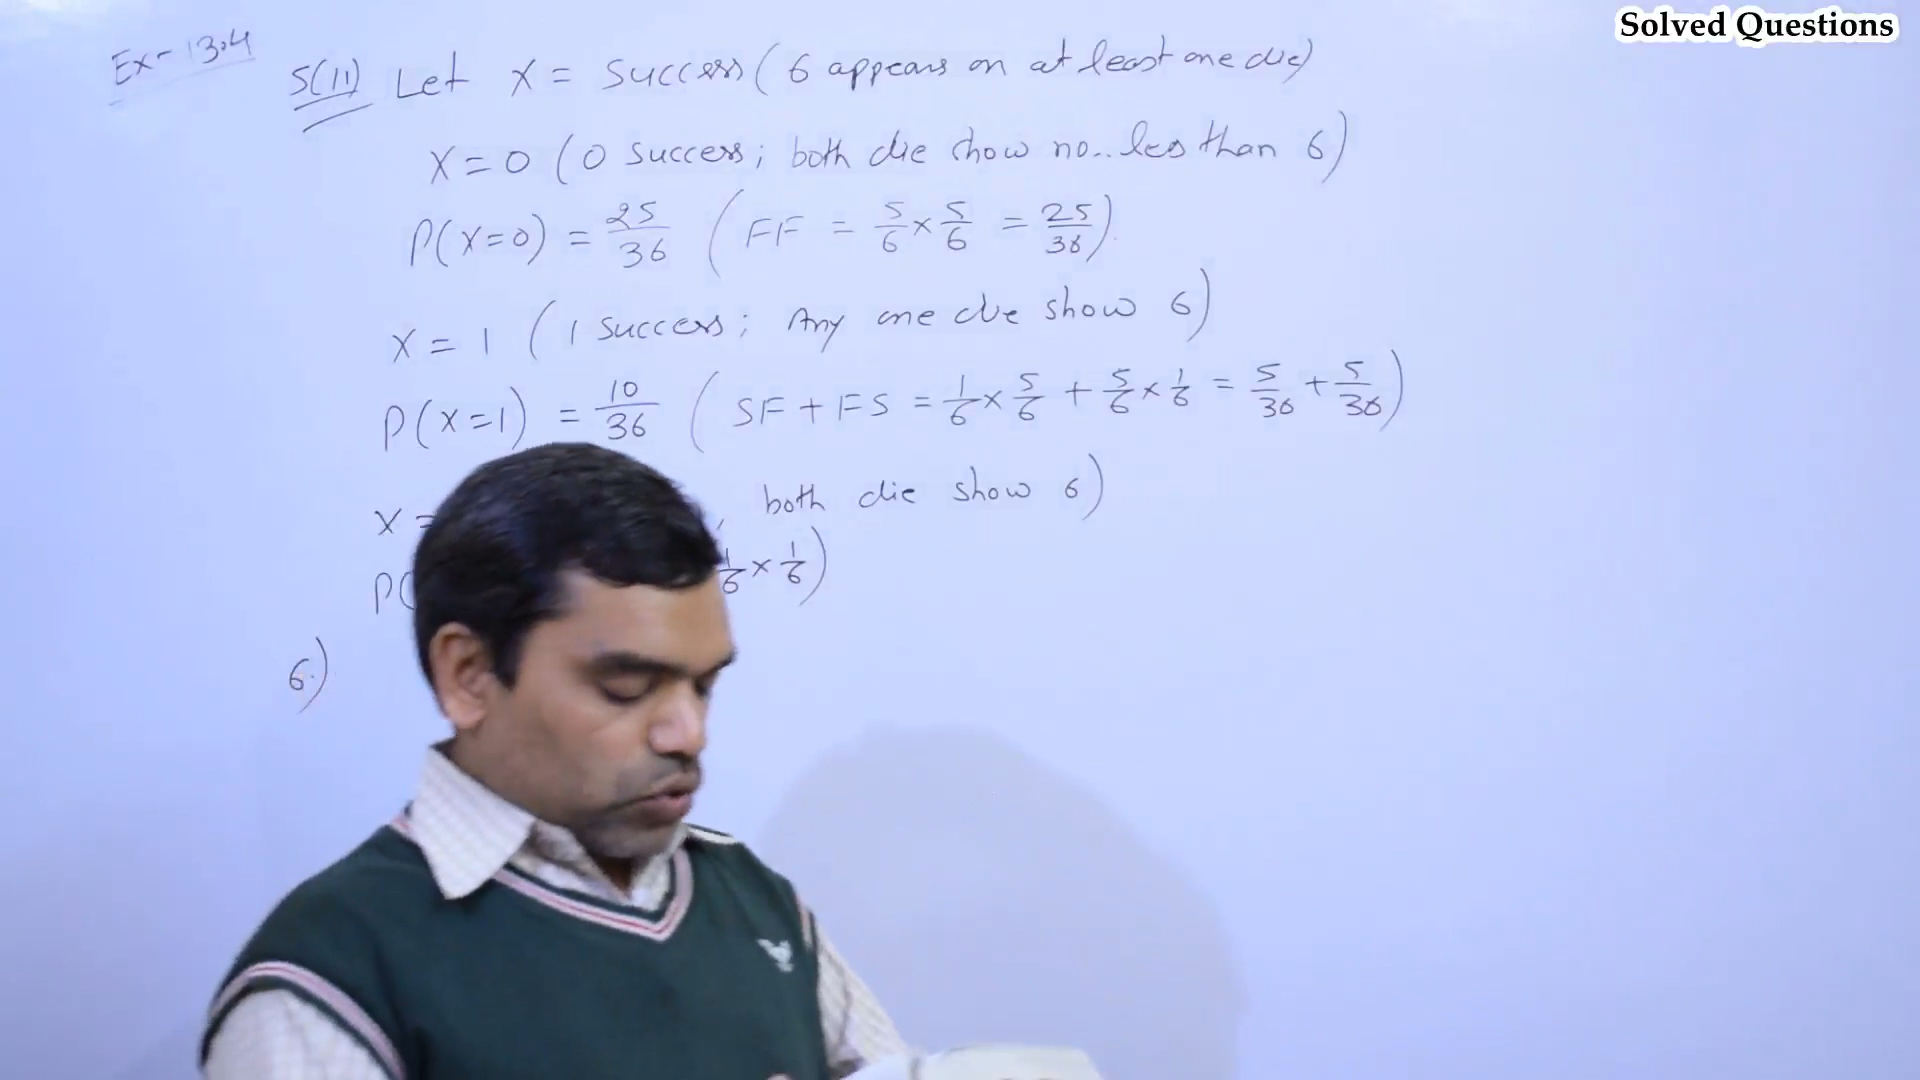 Solved Questions
Ex- 13.4
5(11) Let X = Success ( 6 appears on at least one die)
X = 0 ( 0 success; both die show no.. less than 6 )
P(X=0) = 25/36 ( FF = 5/6 × 5/6 = 25/36 )
X = 1 ( 1 success; Any one die show 6 )
P(X=1) = 10/36 ( SF + FS = 1/6 × 5/6 + 5/6 × 1/6 = 5/36 + 5/36 )
X = both die show 6 )
P( 1/6 × 1/6 )
6.)